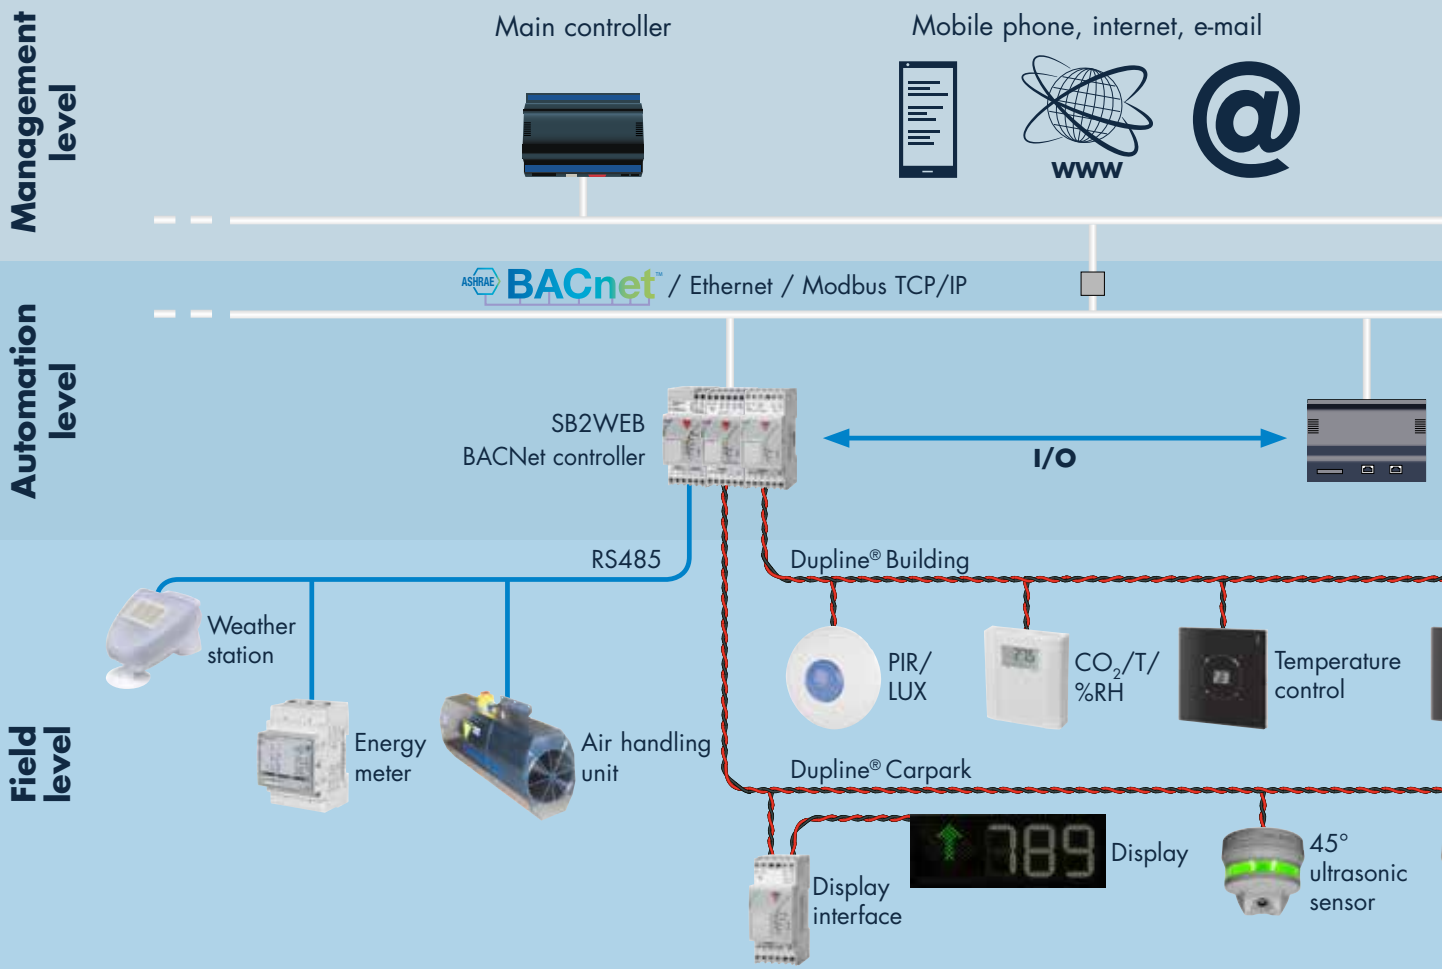 Management
level
Main controller
Mobile phone, internet, e-mail
@
www
Automation
level
ASHRAE BACnet™ / Ethernet / Modbus TCP/IP
SB2WEB
BACNet controller
I/O
Field
level
RS485
Dupline® Building
Weather
station
PIR/
LUX
CO₂/T/
%RH
Temperature
control
Energy
meter
Air handling
unit
Dupline® Carpark
789
Display
Display
interface
45°
ultrasonic
sensor